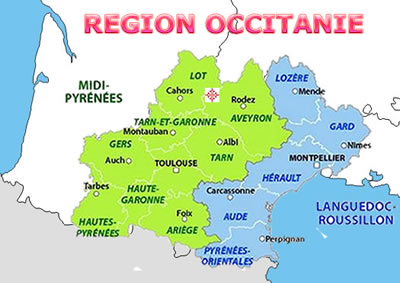 REGION OCCITANIE
LOZÈRE
LOT
MIDI-
PYRÉNÉES
Cahors
Mende
Rodez
TARN-ET-GARONNE
AVEYRON
GARD
Montauban
GERS
Albi
Nîmes
Auch
TOULOUSE
TARN
MONTPELLIER
HÉRAULT
Tarbes
HAUTE-
GARONNE
Carcassonne
LANGUEDOC-
ROUSSILLON
Foix
AUDE
HAUTES-
PYRÉNÉES
ARIÈGE
Perpignan
PYRÉNÉES-
ORIENTALES